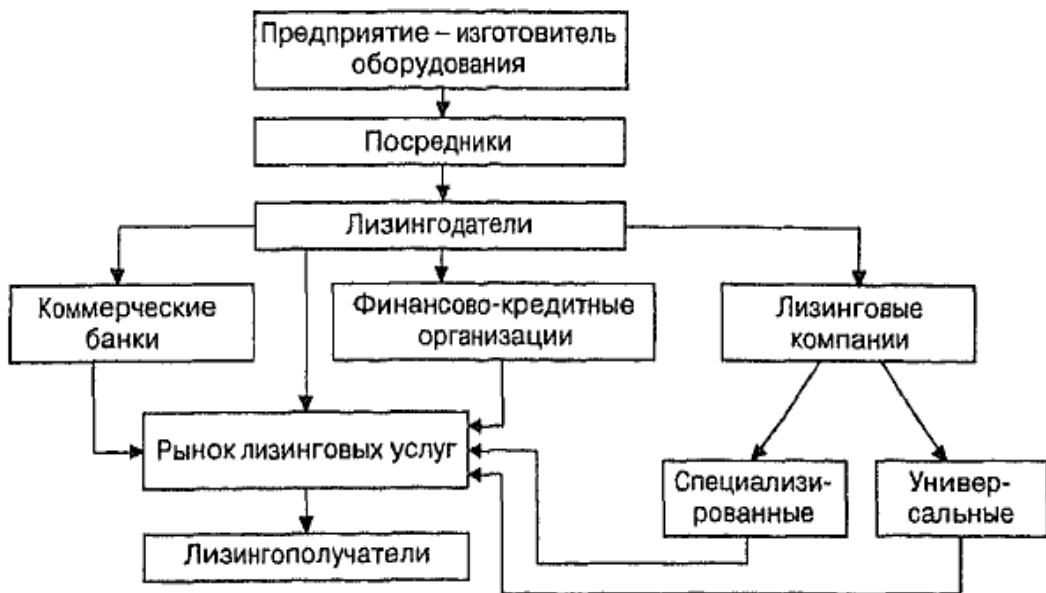 Предприятие – изготовитель
оборудования
Посредники
Лизингодатели
Коммерческие
банки
Финансово-кредитные
организации
Лизинговые
компании
Рынок лизинговых услуг
Специализи-
рованные
Универ-
сальные
Лизингополучатели